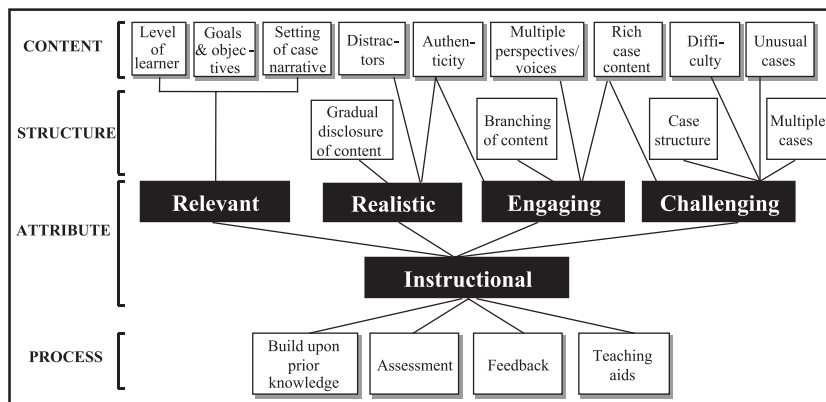 CONTENT
Level of
learner
Goals
& objec-
tives
Setting of case
narrative
Distrac-
tors
Authe-
nticity
Multiple
perspectives/
voices
Rich
case
content
Diffi-
culty
Unusual
cases
STRUCTURE
Gradual
disclosure
of content
Branching
of content
Case
structure
Multiple
cases
ATTRIBUTE
Relevant
Realistic
Engaging
Challenging
Instructional
PROCESS
Build upon
prior
knowledge
Assessment
Feedback
Teaching
aids